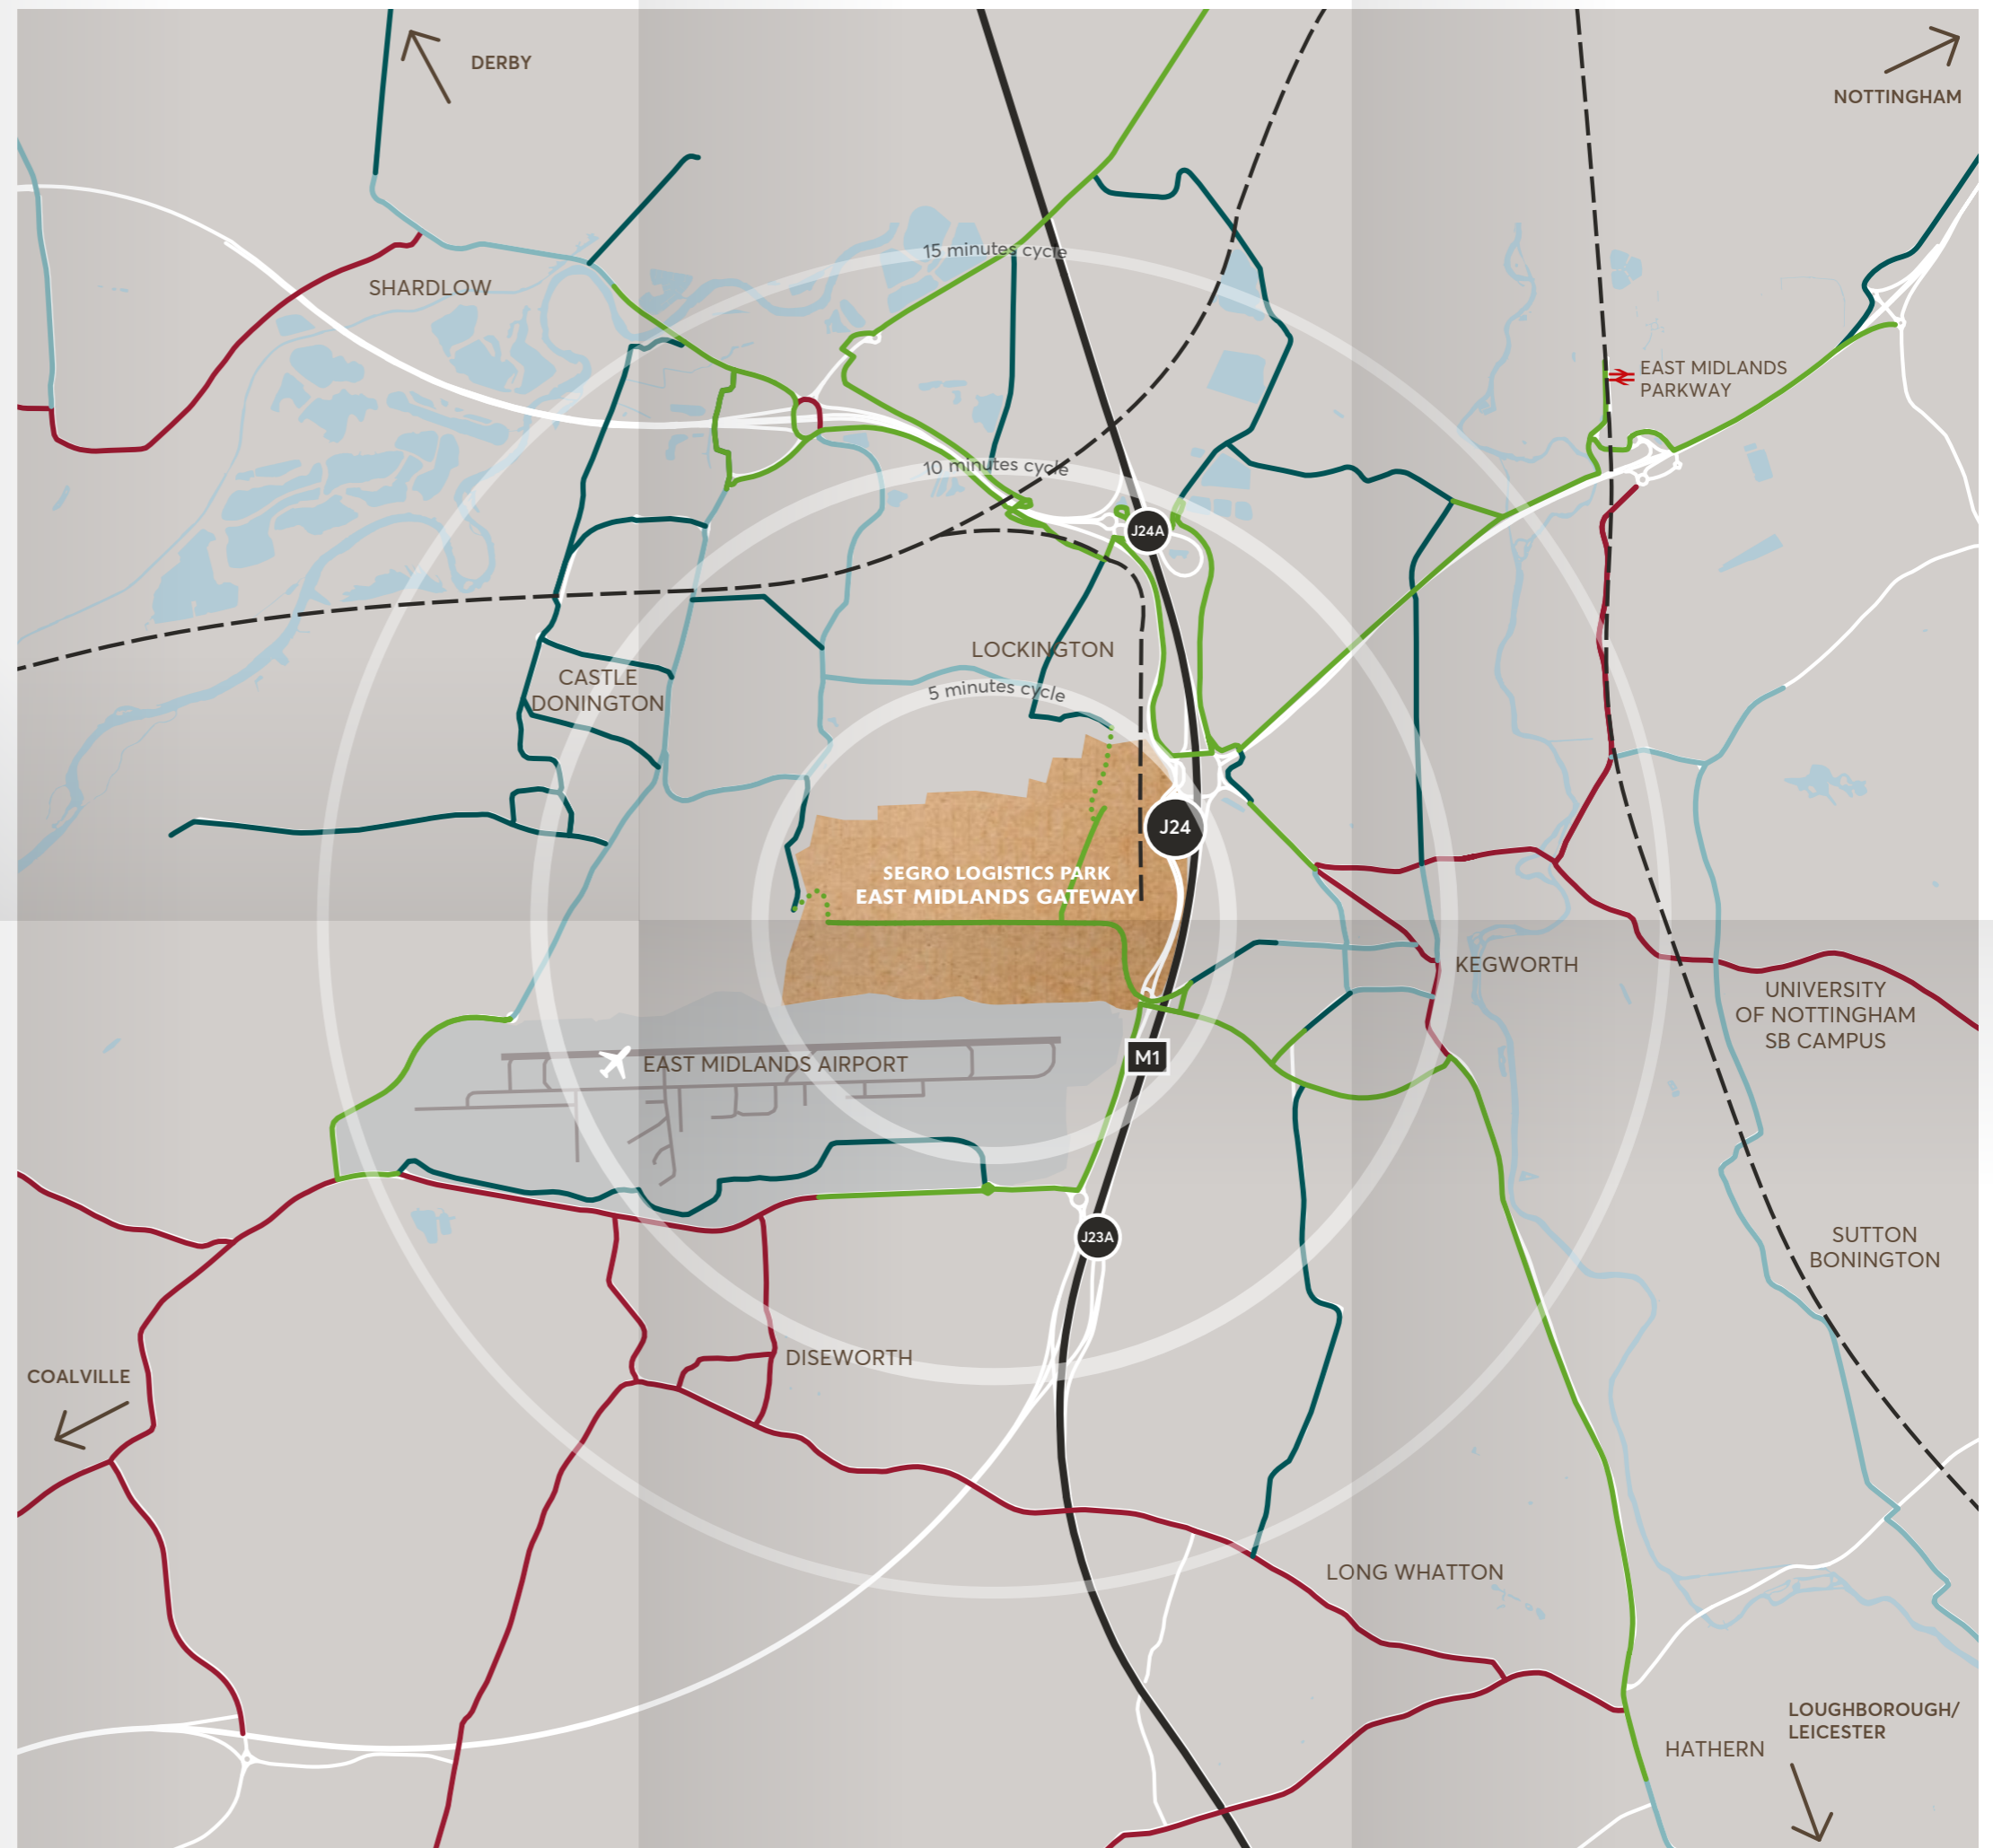 DERBY
NOTTINGHAM
15 minutes cycle
SHARDLOW
EAST MIDLANDS
PARKWAY
10 minutes cycle
J24A
LOCKINGTON
CASTLE
DONINGTON
5 minutes cycle
J24
SEGRO LOGISTICS PARK
EAST MIDLANDS GATEWAY
KEGWORTH
UNIVERSITY
OF NOTTINGHAM
SB CAMPUS
M1
EAST MIDLANDS AIRPORT
J23A
SUTTON
BONINGTON
DISEWORTH
COALVILLE
LONG WHATTON
LOUGHBOROUGH/
LEICESTER
HATHERN